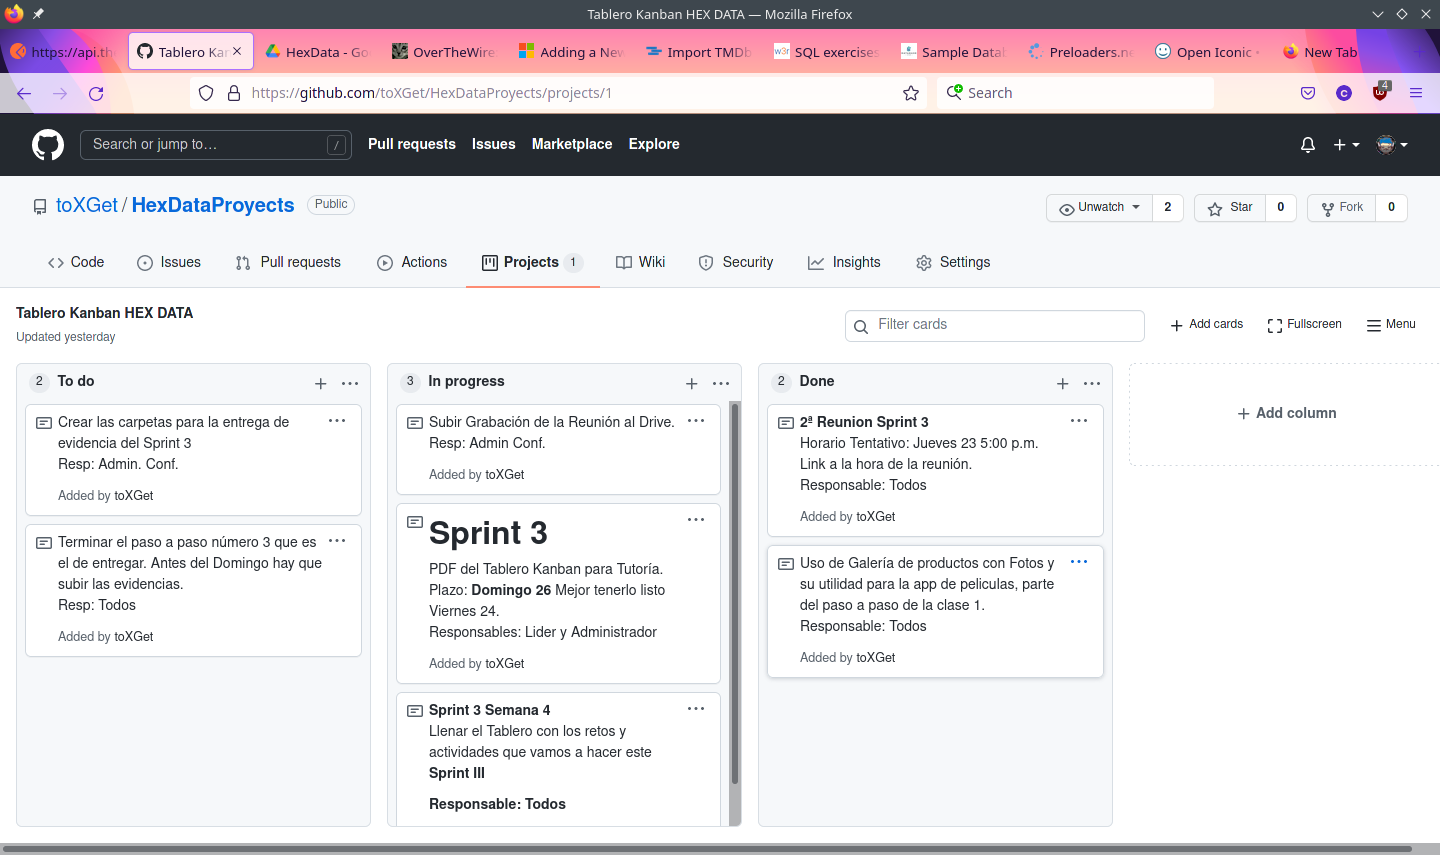 Tablero Kanban HEX DATA — Mozilla Firefox
https://api.th
Tablero Kan
HexData - Go
OverTheWire
Adding a New
Import TMDb
w3r
SQL exercises
Sample Datab
Preloaders.ne
Open Iconic •
New Tab
https://github.com/toXGet/HexDataProyects/projects/1
Search
C
4
Search or jump to…
/
Pull requests
Issues
Marketplace
Explore
toXGet / HexDataProyects
Public
Unwatch 2
Star 0
Fork 0
Code
Issues
Pull requests
Actions
Projects 1
Wiki
Security
Insights
Settings
Tablero Kanban HEX DATA
Updated yesterday
Filter cards
Add cards
Fullscreen
Menu
2 To do
Crear las carpetas para la entrega de
evidencia del Sprint 3
Resp: Admin. Conf.
Added by toXGet
Terminar el paso a paso número 3 que es
el de entregar. Antes del Domingo hay que
subir las evidencias.
Resp: Todos
Added by toXGet
3 In progress
Subir Grabación de la Reunión al Drive.
Resp: Admin Conf.
Added by toXGet
Sprint 3
PDF del Tablero Kanban para Tutoría.
Plazo: Domingo 26 Mejor tenerlo listo
Viernes 24.
Responsables: Lider y Administrador
Added by toXGet
Sprint 3 Semana 4
Llenar el Tablero con los retos y
actividades que vamos a hacer este
Sprint III
Responsable: Todos
2 Done
2ª Reunion Sprint 3
Horario Tentativo: Jueves 23 5:00 p.m.
Link a la hora de la reunión.
Responsable: Todos
Added by toXGet
Uso de Galería de productos con Fotos y
su utilidad para la app de peliculas, parte
del paso a paso de la clase 1.
Responsable: Todos
Added by toXGet
Add column